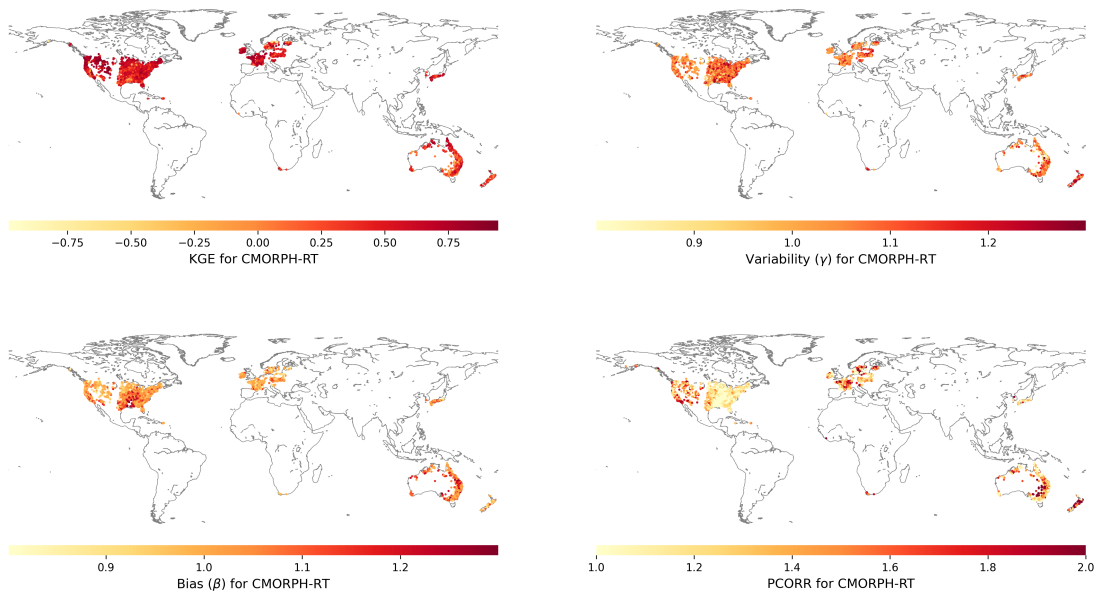 −0.75 −0.50 −0.25 0.00 0.25 0.50 0.75
KGE for CMORPH-RT
0.9 1.0 1.1 1.2
Variability (γ) for CMORPH-RT
0.9 1.0 1.1 1.2
Bias (β) for CMORPH-RT
1.0 1.2 1.4 1.6 1.8 2.0
PCORR for CMORPH-RT